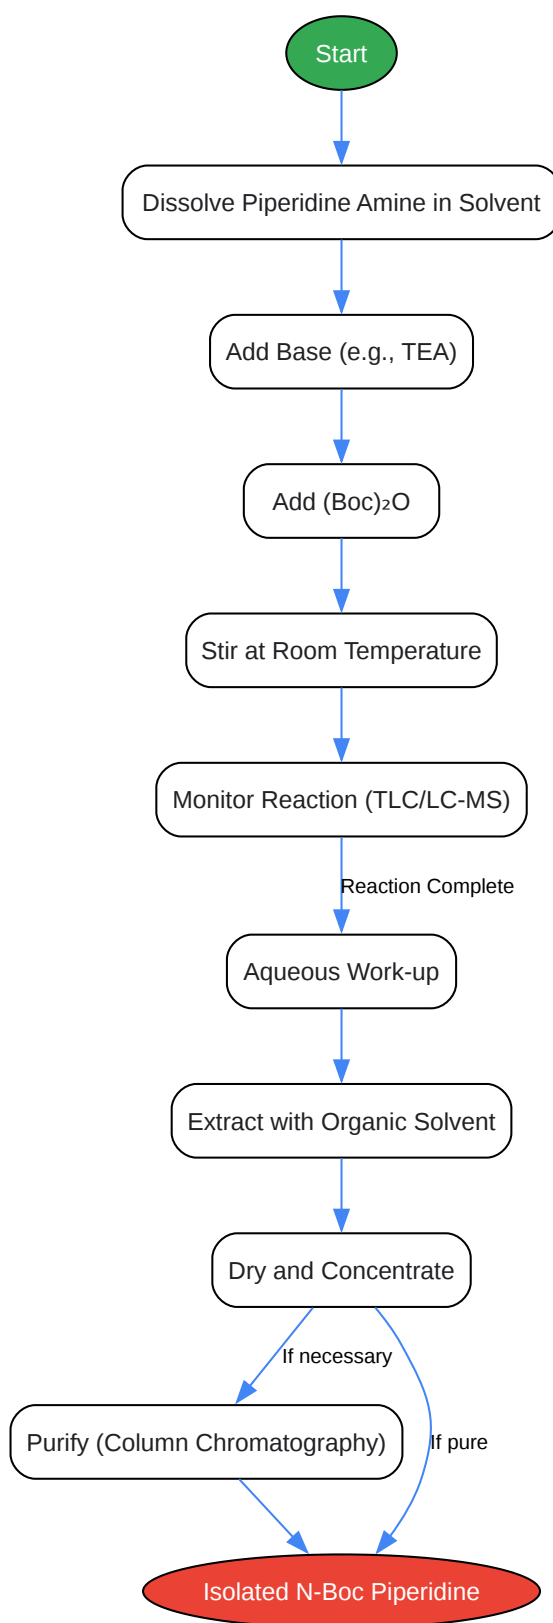 Start
Dissolve Piperidine Amine in Solvent
Add Base (e.g., TEA)
Add (Boc)₂O
Stir at Room Temperature
Monitor Reaction (TLC/LC-MS)
Reaction Complete
Aqueous Work-up
Extract with Organic Solvent
Dry and Concentrate
If necessary
Purify (Column Chromatography)
If pure
Isolated N-Boc Piperidine